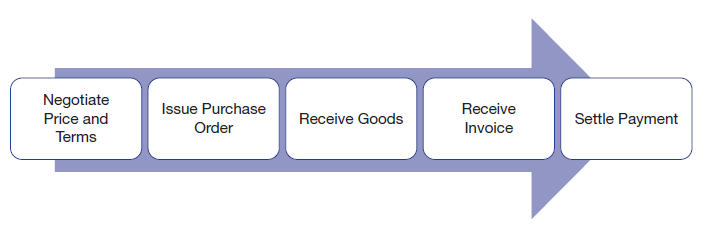 Negotiate
Price and
Terms
Issue Purchase
Order
Receive Goods
Receive
Invoice
Settle Payment